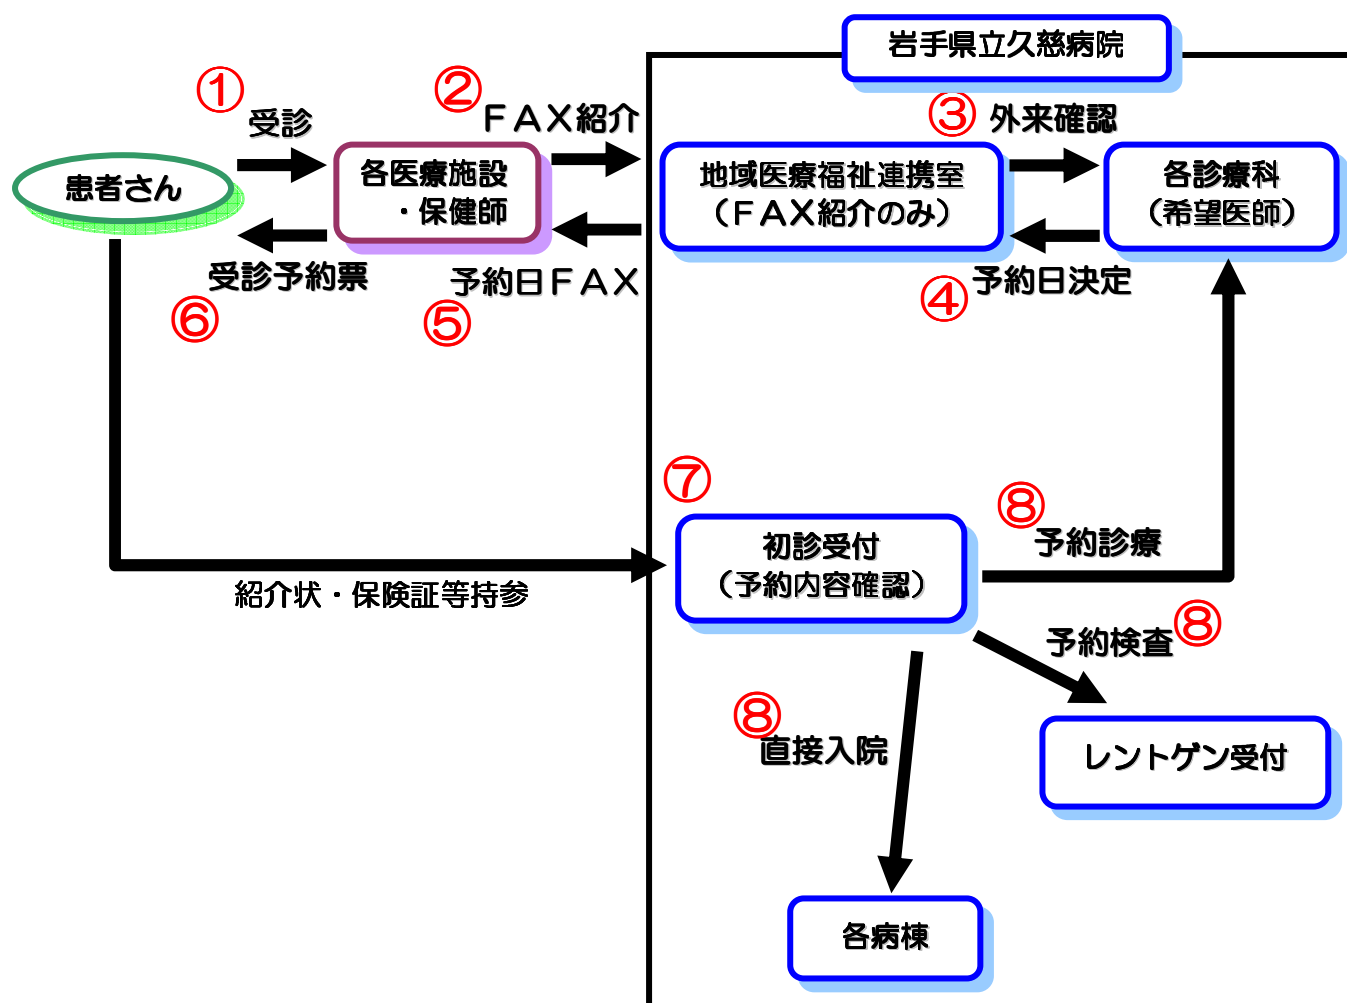 岩手県立久慈病院
①
受診
②
FAX紹介
③
外来確認
患者さん
各医療施設
・保健師
地域医療福祉連携室
（FAX紹介のみ）
各診療科
（希望医師）
受診予約票
⑥
予約日FAX
⑤
④
予約日決定
紹介状・保険証等持参
⑦
初診受付
（予約内容確認）
⑧
予約診療
予約検査
⑧
⑧
直接入院
レントゲン受付
各病棟